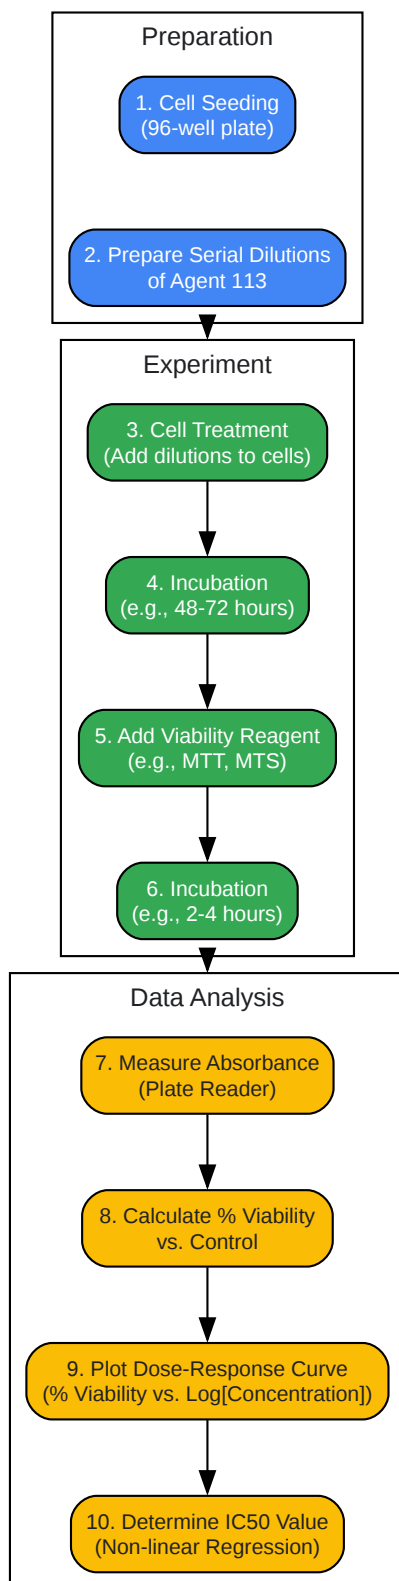 Preparation
1. Cell Seeding
(96-well plate)
2. Prepare Serial Dilutions
of Agent 113
Experiment
3. Cell Treatment
(Add dilutions to cells)
4. Incubation
(e.g., 48-72 hours)
5. Add Viability Reagent
(e.g., MTT, MTS)
6. Incubation
(e.g., 2-4 hours)
Data Analysis
7. Measure Absorbance
(Plate Reader)
8. Calculate % Viability
vs. Control
9. Plot Dose-Response Curve
(% Viability vs. Log[Concentration])
10. Determine IC50 Value
(Non-linear Regression)